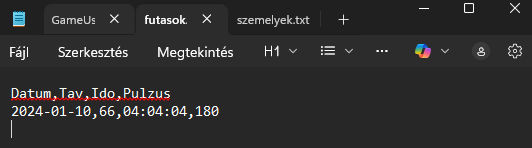 GameUs
futasok.
szemelyek.txt
Fájl
Szerkesztés
Megtekintés
H1
Datum,Tav,Ido,Pulzus
2024-01-10,66,04:04:04,180